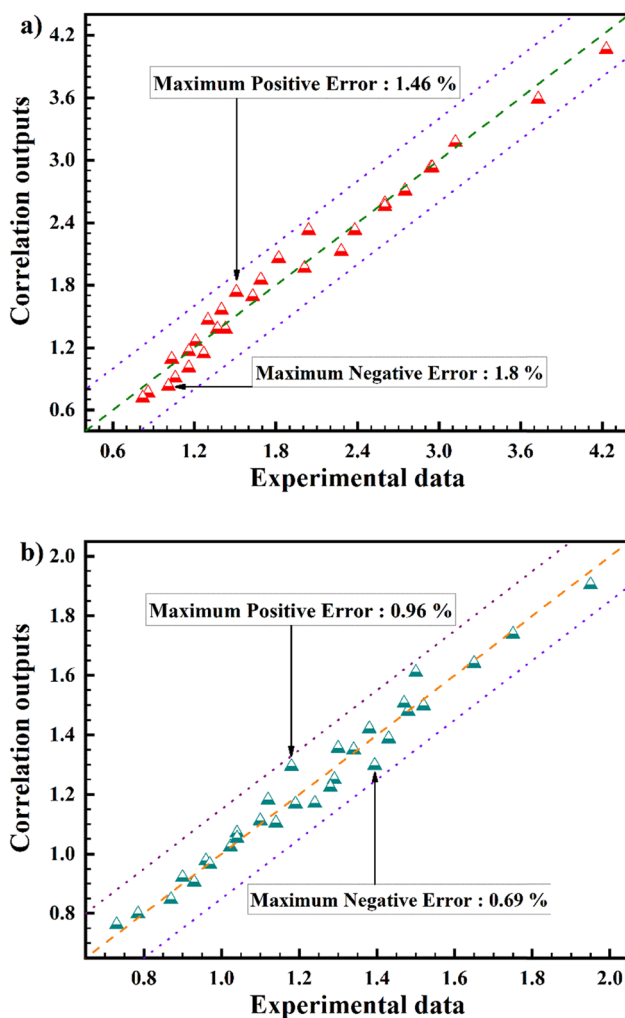 a)
4.2
3.6
3.0
2.4
1.8
1.2
0.6
Correlation outputs
Maximum Positive Error : 1.46 %
Maximum Negative Error : 1.8 %
0.6 1.2 1.8 2.4 3.0 3.6 4.2
Experimental data
b)
2.0
1.8
1.6
1.4
1.2
1.0
0.8
Correlation outputs
Maximum Positive Error : 0.96 %
Maximum Negative Error : 0.69 %
0.8 1.0 1.2 1.4 1.6 1.8 2.0
Experimental data